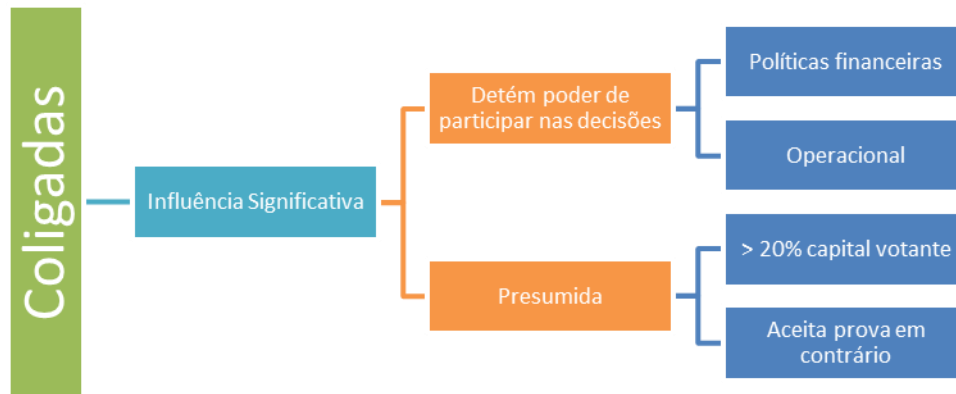 Coligadas
Influência Significativa
Detém poder de
participar nas decisões
Políticas financeiras
Operacional
Presumida
> 20% capital votante
Aceita prova em
contrário